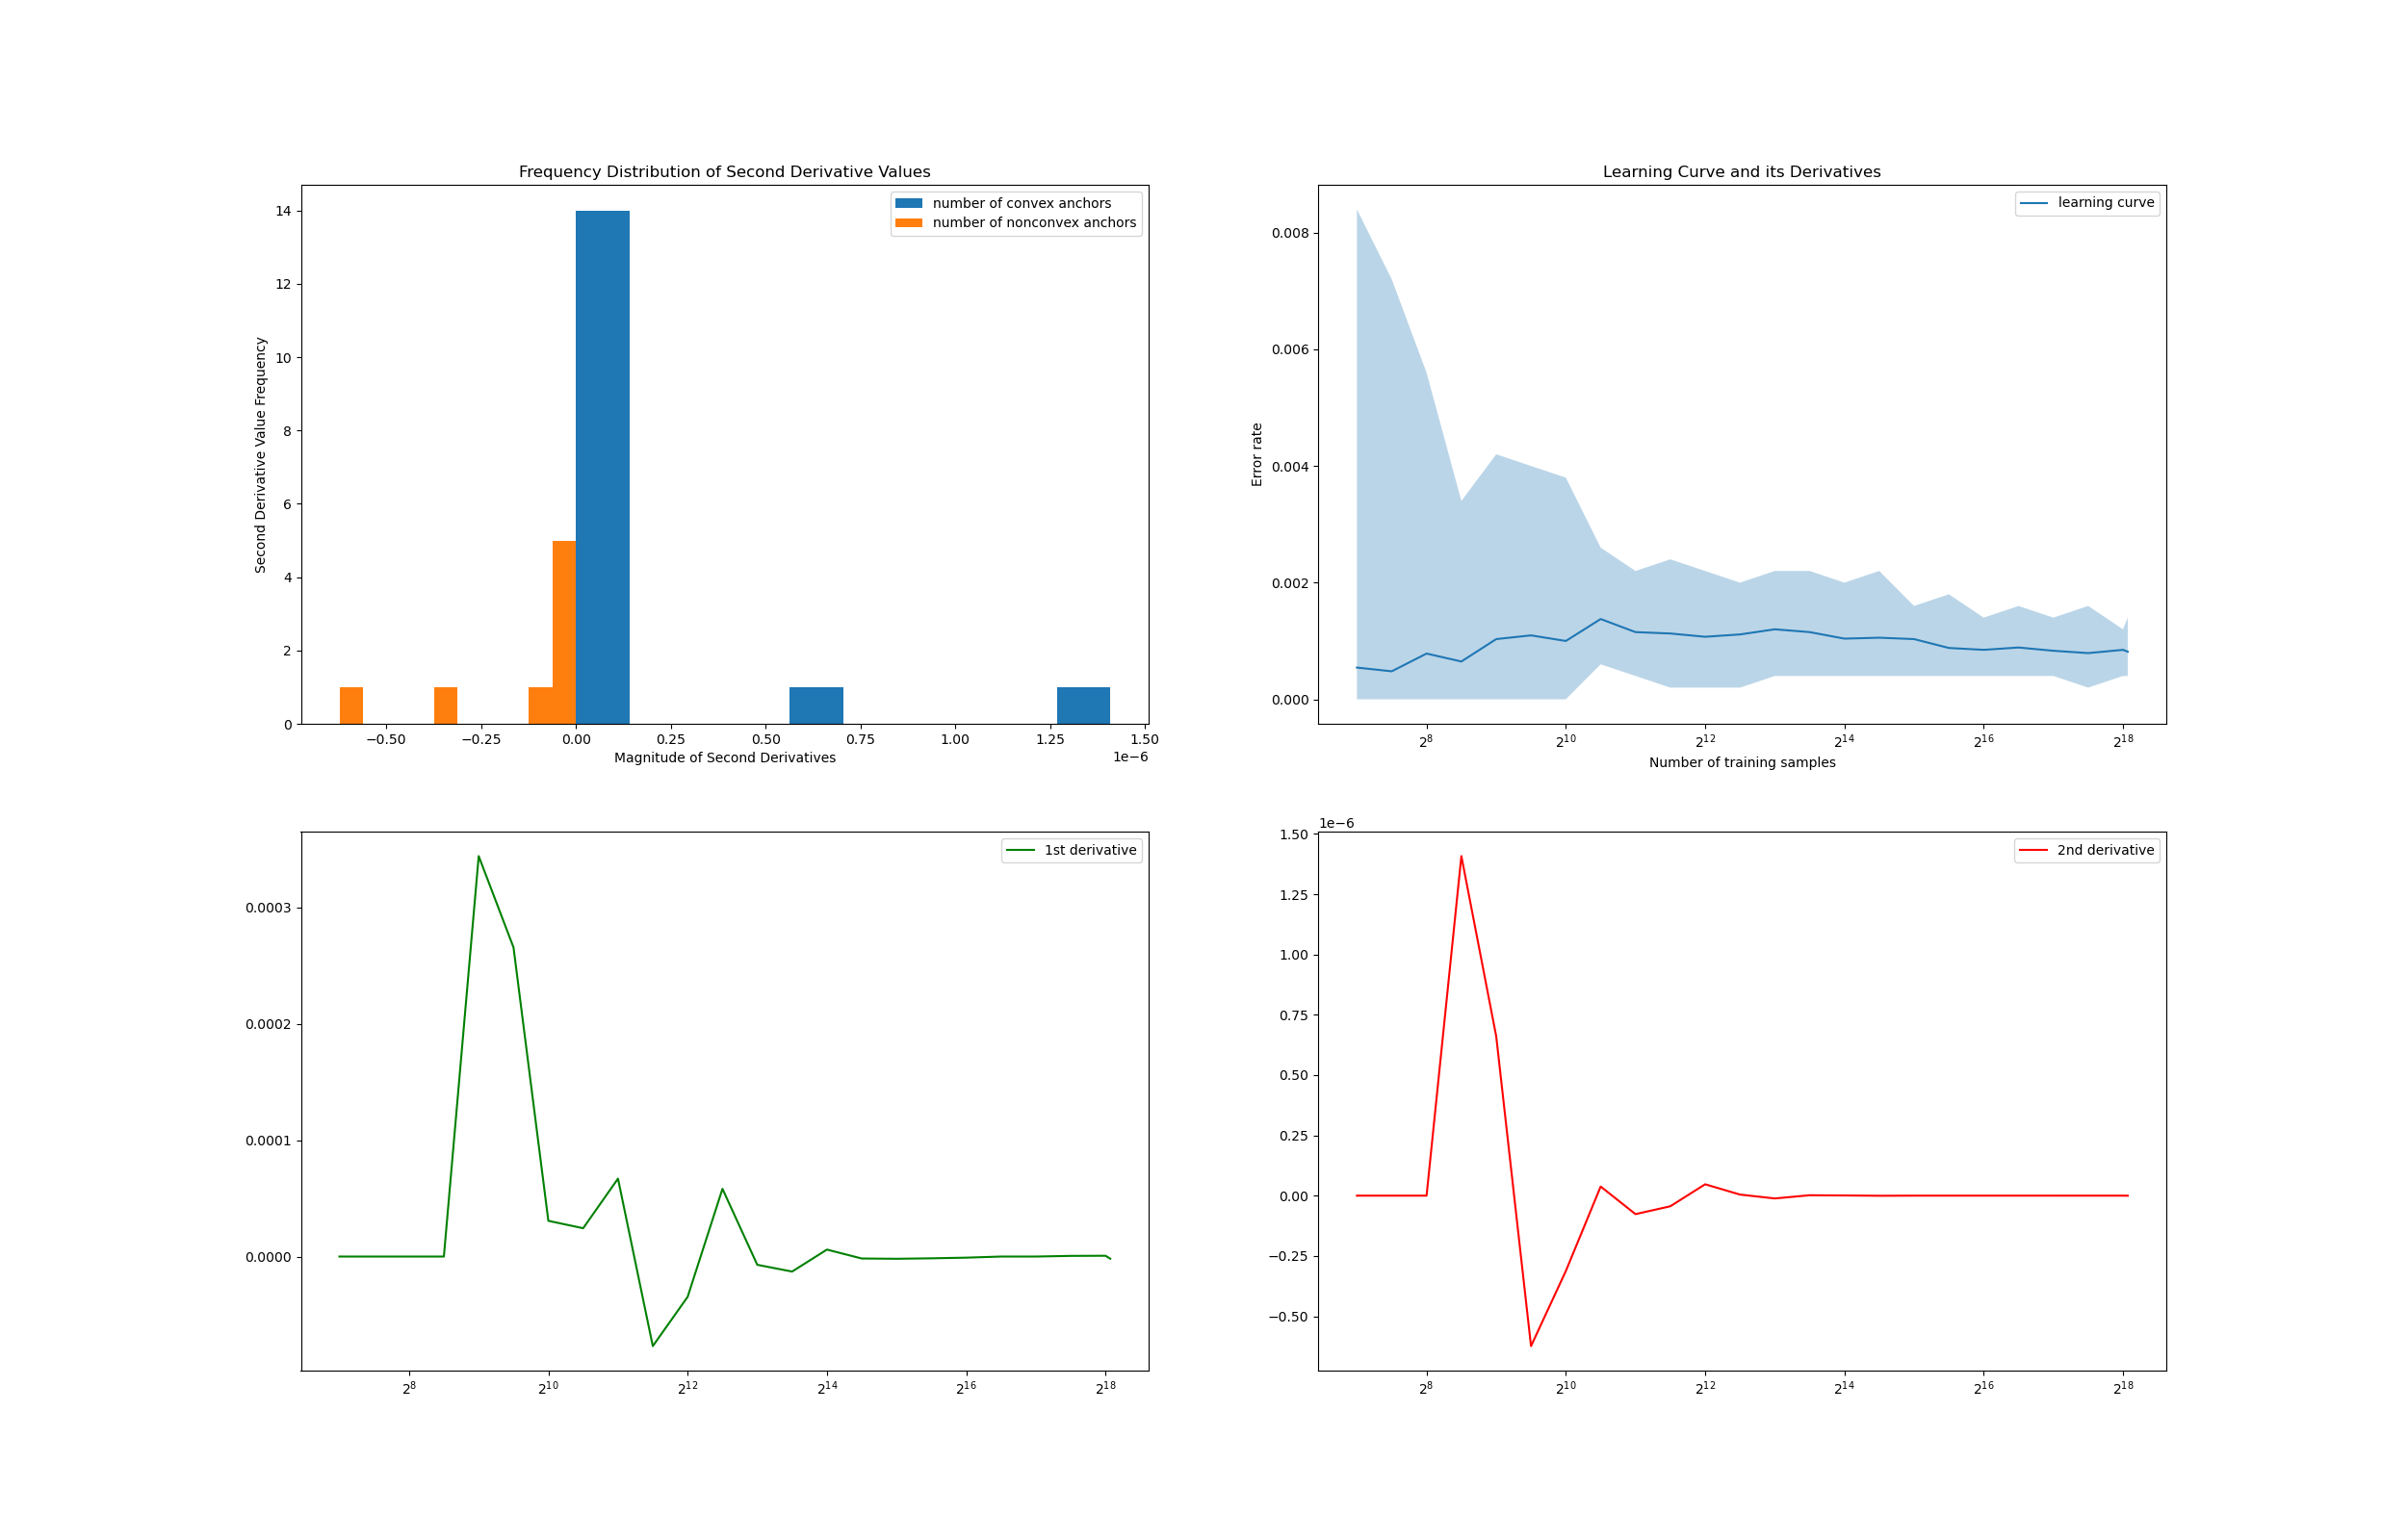 Frequency Distribution of Second Derivative Values
number of convex anchors
number of nonconvex anchors
Second Derivative Value Frequency
14
12
10
8
6
4
2
0
−0.50 −0.25 0.00 0.25 0.50 0.75 1.00 1.25 1.50
1e−6
Magnitude of Second Derivatives
Learning Curve and its Derivatives
learning curve
Error rate
0.008
0.006
0.004
0.002
0.000
2^8 2^10 2^12 2^14 2^16 2^18
Number of training samples
1st derivative
0.0003
0.0002
0.0001
0.0000
2^8 2^10 2^12 2^14 2^16 2^18
1e−6
2nd derivative
1.50
1.25
1.00
0.75
0.50
0.25
0.00
−0.25
−0.50
2^8 2^10 2^12 2^14 2^16 2^18